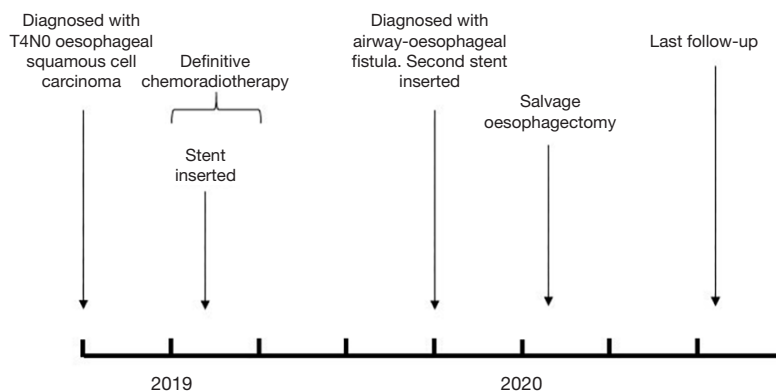 Diagnosed with
T4N0 oesophageal
squamous cell
carcinoma
Definitive
chemoradiotherapy
Stent
inserted
Diagnosed with
airway-oesophageal
fistula. Second stent
inserted
Salvage
oesophagectomy
Last follow-up
2019
2020